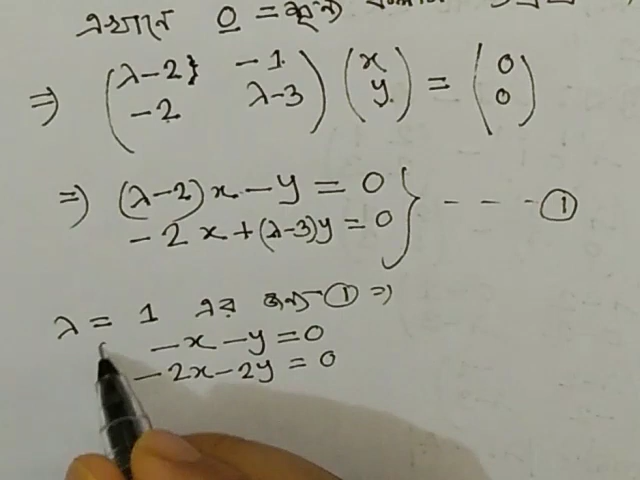 এখানে 0 = শূন্য
⇒ (λ-2} -1 -2 λ-3) (x y) = (0 0)
⇒) (λ-2)x - y = 0
-2x+(λ-3)y = 0 } - - - - ①
λ = 1 এর জন্য ① ⇒)
-x - y = 0
-2x - 2y = 0